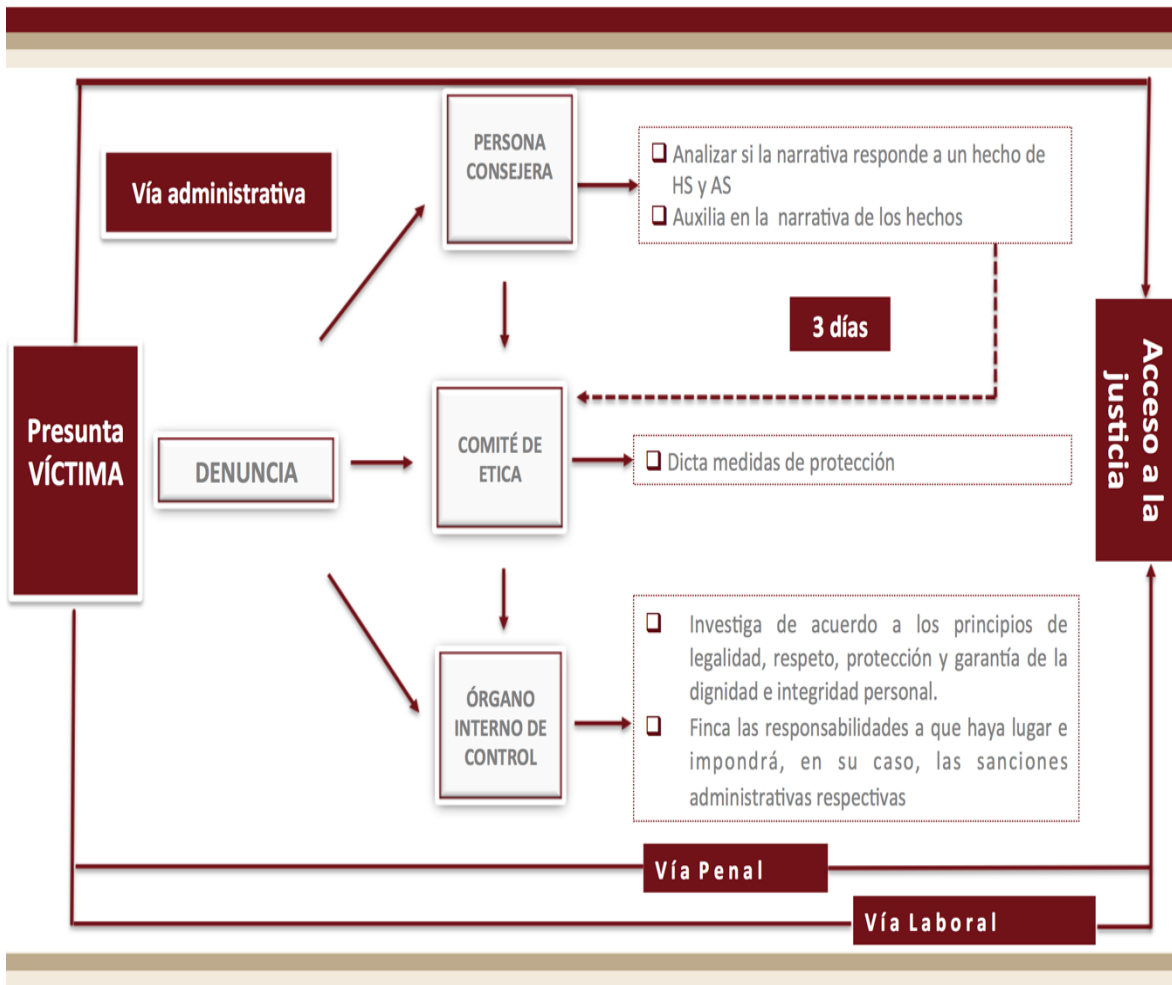 Vía administrativa
PERSONA
CONSEJERA
❑ Analizar si la narrativa responde a un hecho de
HS y AS
❑ Auxilia en la narrativa de los hechos
3 días
Presunta
VÍCTIMA
DENUNCIA
COMITÉ DE
ETICA
❑ Dicta medidas de protección
Acceso a la
justicia
ÓRGANO
INTERNO DE
CONTROL
❑ Investiga de acuerdo a los principios de
legalidad, respeto, protección y garantía de la
dignidad e integridad personal.
❑ Finca las responsabilidades a que haya lugar e
impondrá, en su caso, las sanciones
administrativas respectivas
Vía Penal
Vía Laboral